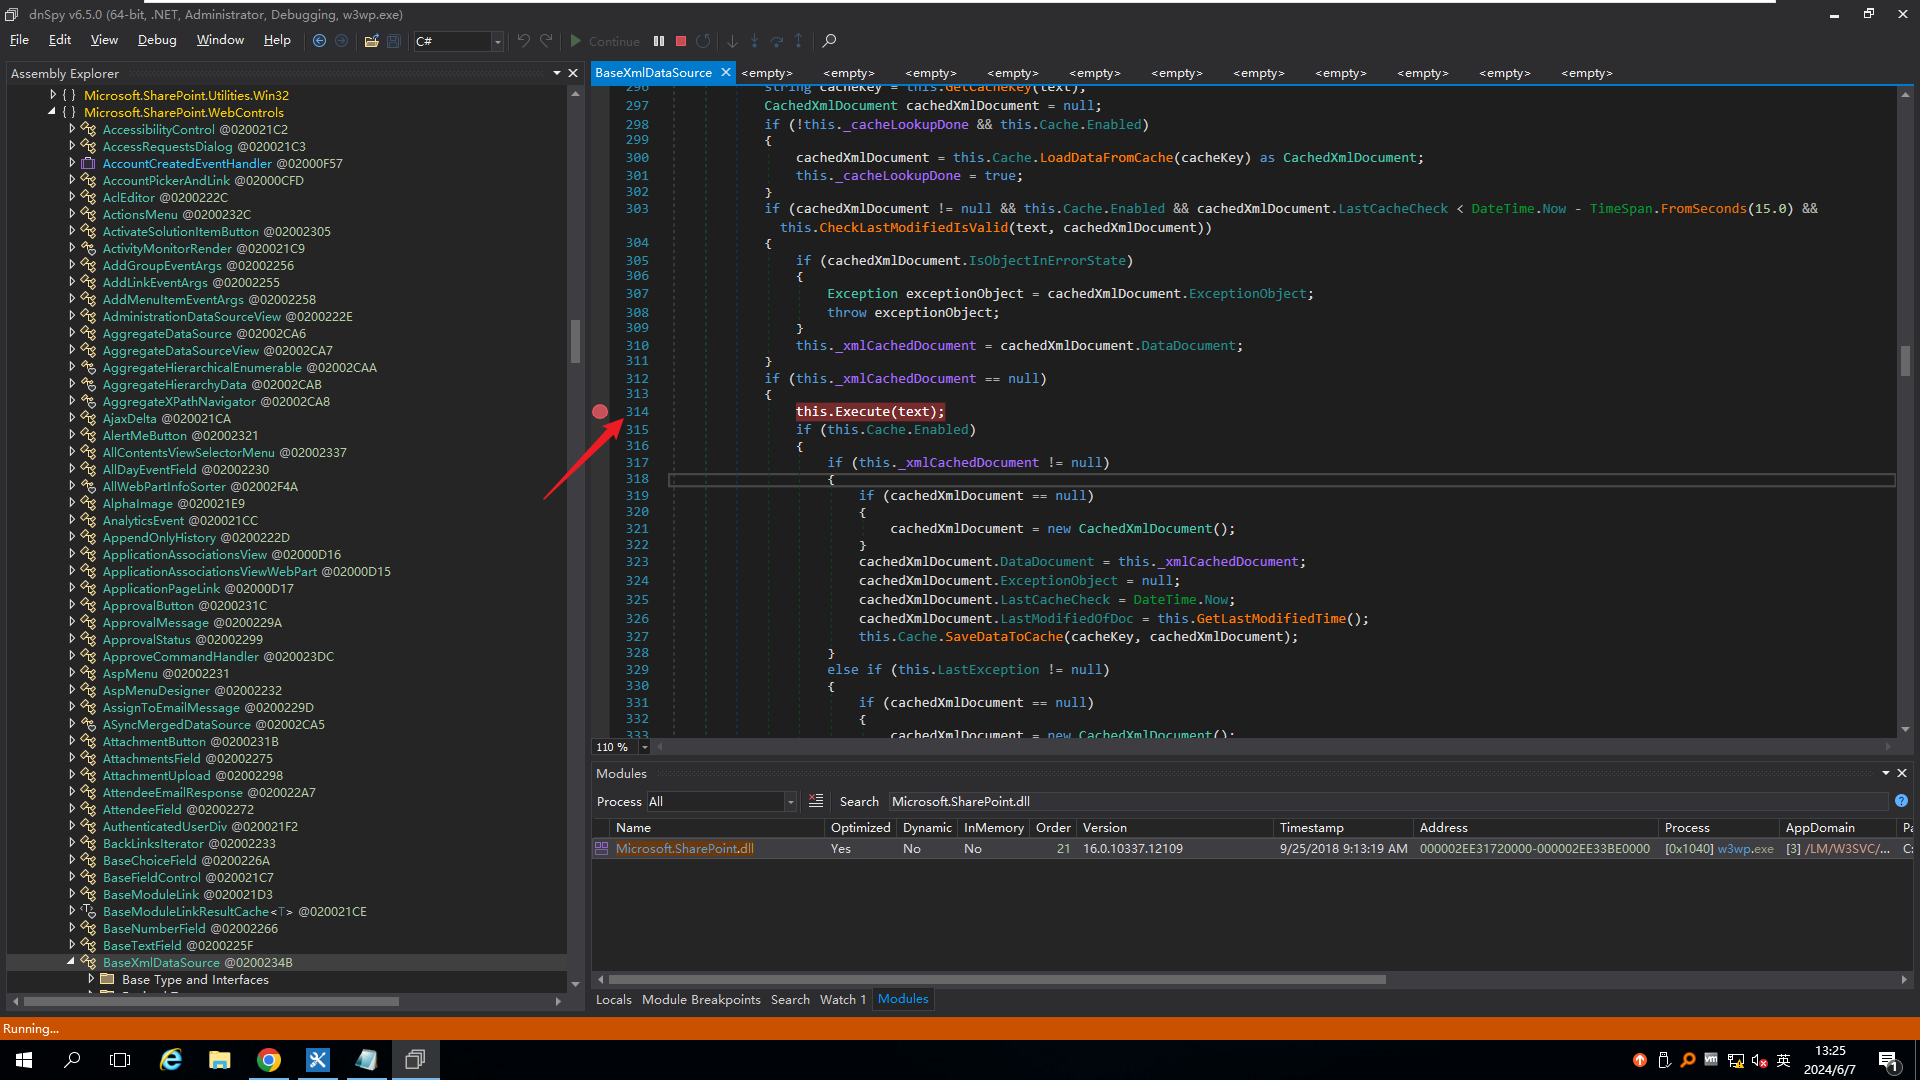 dnSpy v6.5.0 (64-bit, .NET, Administrator, Debugging, w3wp.exe)
File Edit View Debug Window Help C# Continue
Assembly Explorer
Microsoft.SharePoint.Utilities.Win32
Microsoft.SharePoint.WebControls
AccessibilityControl @020021C2
AccessRequestsDialog @020021C3
AccountCreatedEventHandler @02000F57
AccountPickerAndLink @02000CFD
AclEditor @0200222C
ActionsMenu @0200232C
ActivateSolutionItemButton @02002305
ActivityMonitorRender @020021C9
AddGroupEventArgs @02002256
AddLinkEventArgs @02002255
AddMenuItemEventArgs @02002258
AdministrationDataSourceView @0200222E
AggregateDataSource @02002CA6
AggregateDataSourceView @02002CA7
AggregateHierarchicalEnumerable @02002CAA
AggregateHierarchyData @02002CAB
AggregateXPathNavigator @02002CA8
AjaxDelta @020021CA
AlertMeButton @02002321
AllContentsViewSelectorMenu @02002337
AllDayEventField @02002230
AllWebPartInfoSorter @02002F4A
AlphaImage @020021E9
AnalyticsEvent @020021CC
AppendOnlyHistory @0200222D
ApplicationAssociationsView @02000D16
ApplicationAssociationsViewWebPart @02000D15
ApplicationPageLink @02000D17
ApprovalButton @0200231C
ApprovalMessage @0200229A
ApprovalStatus @02002299
ApproveCommandHandler @020023DC
AspMenu @02002231
AspMenuDesigner @02002232
AssignToEmailMessage @0200229D
ASyncMergedDataSource @02002CA5
AttachmentButton @0200231B
AttachmentsField @02002275
AttachmentUpload @02002298
AttendeeEmailResponse @020022A7
AttendeeField @02002272
AuthenticatedUserDiv @020021F2
BackLinksIterator @02002233
BaseChoiceField @0200226A
BaseFieldControl @020021C7
BaseModuleLink @020021D3
BaseModuleLinkResultCache<T> @020021CE
BaseNumberField @02002266
BaseTextField @0200225F
BaseXmlDataSource @0200234B
Base Type and Interfaces
BaseXmlDataSource <empty> <empty> <empty> <empty> <empty> <empty> <empty> <empty> <empty> <empty> <empty>
296 string cacheKey = this.GetCacheKey(text);
297 CachedXmlDocument cachedXmlDocument = null;
298 if (!this._cacheLookupDone && this.Cache.Enabled)
299 {
300 cachedXmlDocument = this.Cache.LoadDataFromCache(cacheKey) as CachedXmlDocument;
301 this._cacheLookupDone = true;
302 }
303 if (cachedXmlDocument != null && this.Cache.Enabled && cachedXmlDocument.LastCacheCheck < DateTime.Now - TimeSpan.FromSeconds(15.0) &&
this.CheckLastModifiedIsValid(text, cachedXmlDocument))
304 {
305 if (cachedXmlDocument.IsObjectInErrorState)
306 {
307 Exception exceptionObject = cachedXmlDocument.ExceptionObject;
308 throw exceptionObject;
309 }
310 this._xmlCachedDocument = cachedXmlDocument.DataDocument;
311 }
312 if (this._xmlCachedDocument == null)
313 {
314 this.Execute(text);
315 if (this.Cache.Enabled)
316 {
317 if (this._xmlCachedDocument != null)
318 {
319 if (cachedXmlDocument == null)
320 {
321 cachedXmlDocument = new CachedXmlDocument();
322 }
323 cachedXmlDocument.DataDocument = this._xmlCachedDocument;
324 cachedXmlDocument.ExceptionObject = null;
325 cachedXmlDocument.LastCacheCheck = DateTime.Now;
326 cachedXmlDocument.LastModifiedOfDoc = this.GetLastModifiedTime();
327 this.Cache.SaveDataToCache(cacheKey, cachedXmlDocument);
328 }
329 else if (this.LastException != null)
330 {
331 if (cachedXmlDocument == null)
332 {
333 cachedXmlDocument = new CachedXmlDocument();
110 %
Modules
Process All Search Microsoft.SharePoint.dll
Name Optimized Dynamic InMemory Order Version Timestamp Address Process AppDomain Pa
Microsoft.SharePoint.dll Yes No No 21 16.0.10337.12109 9/25/2018 9:13:19 AM 000002EE31720000-000002EE33BE0000 [0x1040] w3wp.exe [3] /LM/W3SVC/... C:
Locals Module Breakpoints Search Watch 1 Modules
Running...
英
13:25
2024/6/7
1